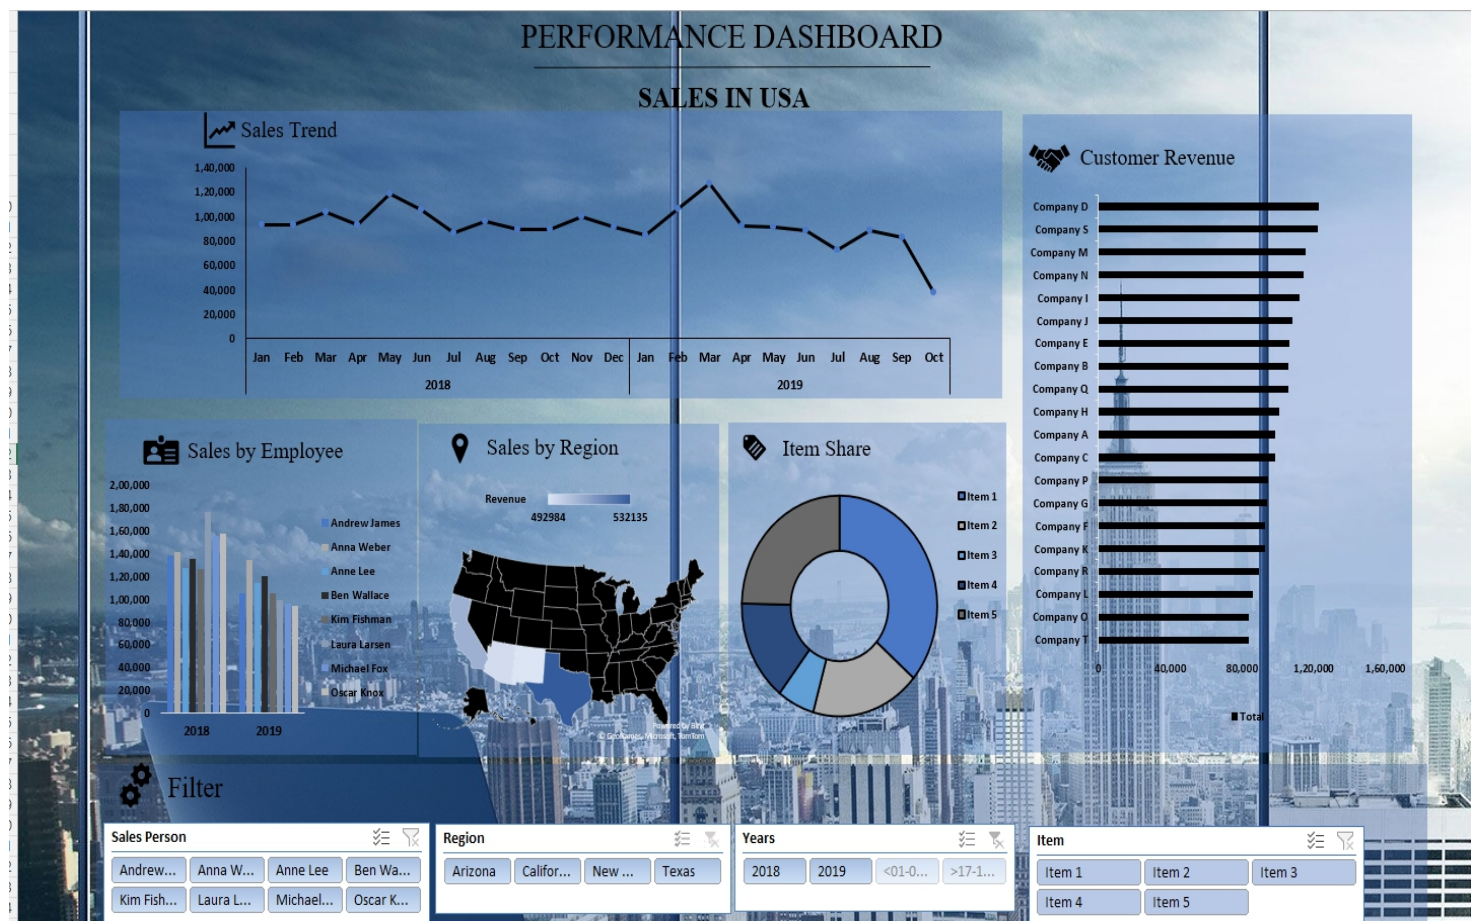 PERFORMANCE DASHBOARD
SALES IN USA
Sales Trend
1,40,000
1,20,000
1,00,000
80,000
60,000
40,000
20,000
0
Jan Feb Mar Apr May Jun Jul Aug Sep Oct Nov Dec Jan Feb Mar Apr May Jun Jul Aug Sep Oct
2018 2019
Customer Revenue
Company D
Company S
Company M
Company N
Company I
Company J
Company E
Company B
Company Q
Company H
Company A
Company C
Company P
Company G
Company F
Company K
Company R
Company L
Company O
Company T
0 40,000 80,000 1,20,000 1,60,000
Total
Sales by Employee
2,00,000
1,80,000
1,60,000
1,40,000
1,20,000
1,00,000
80,000
60,000
40,000
20,000
0
2018 2019
Andrew James
Anna Weber
Anne Lee
Ben Wallace
Kim Fishman
Laura Larsen
Michael Fox
Oscar Knox
Sales by Region
Revenue
492984 532135
Powered by Bing
© GeoNames, Microsoft, TomTom
Item Share
Item 1
Item 2
Item 3
Item 4
Item 5
Filter
Sales Person
Andrew... Anna W... Anne Lee Ben Wa...
Kim Fish... Laura L... Michael... Oscar K...
Region
Arizona Califor... New ... Texas
Years
2018 2019 <01-0... >17-1...
Item
Item 1 Item 2 Item 3
Item 4 Item 5